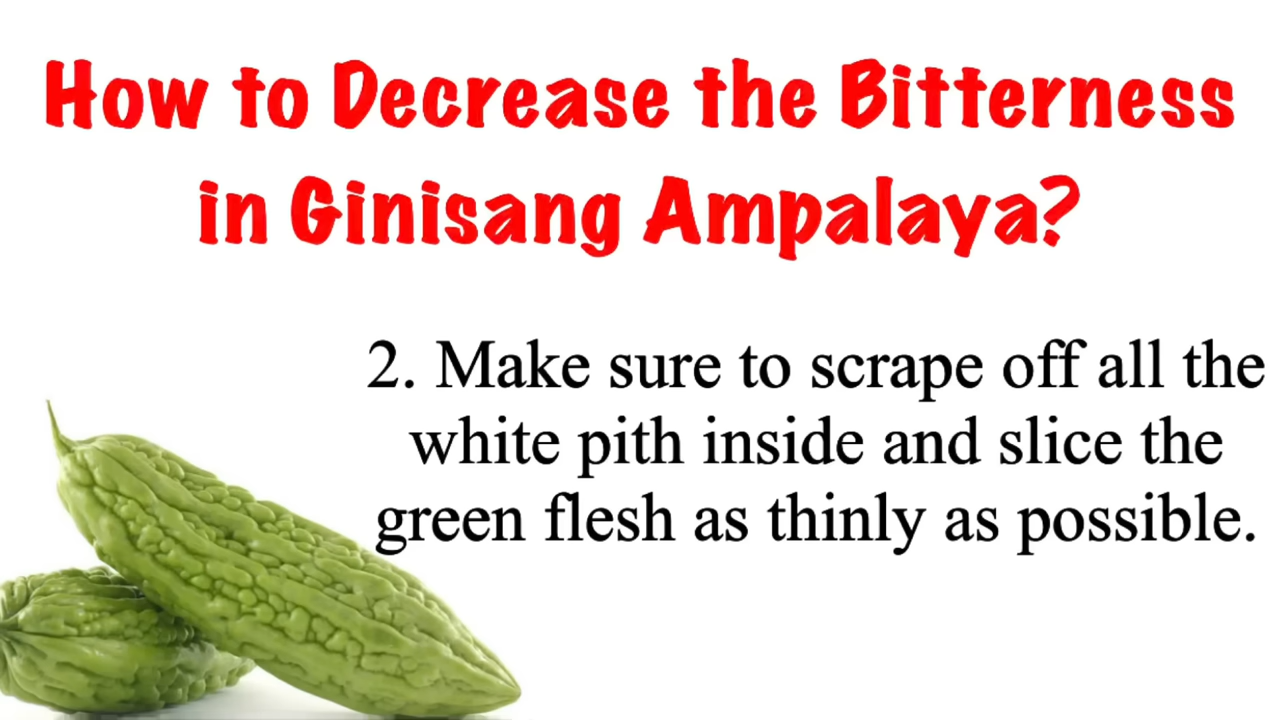 How to Decrease the Bitterness
in Ginisang Ampalaya?
2. Make sure to scrape off all the
white pith inside and slice the
green flesh as thinly as possible.